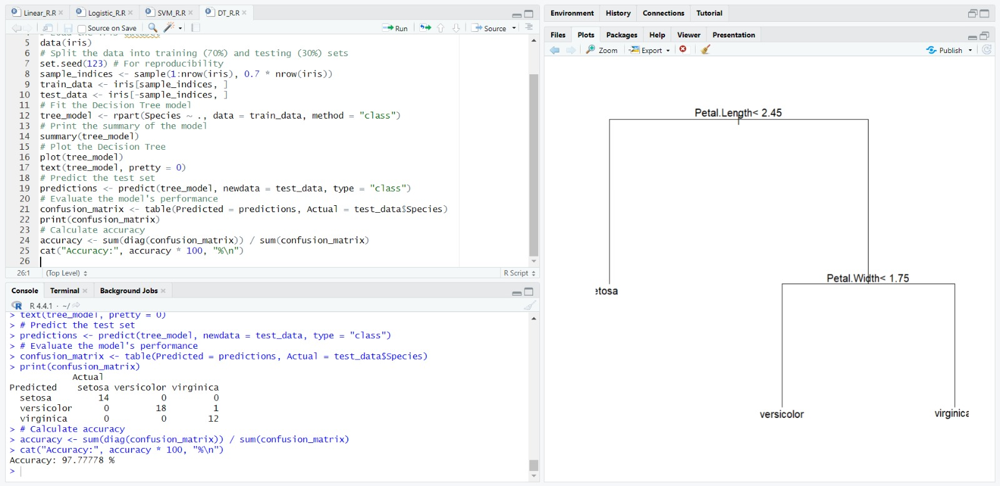 Linear_R.R
Logistic_R.R
SVM_R.R
DT_R.R
Source on Save
Run
Source
5 data(iris)
6 # Split the data into training (70%) and testing (30%) sets
7 set.seed(123) # For reproducibility
8 sample_indices <- sample(1:nrow(iris), 0.7 * nrow(iris))
9 train_data <- iris[sample_indices, ]
10 test_data <- iris[-sample_indices, ]
11 # Fit the Decision Tree model
12 tree_model <- rpart(Species ~ ., data = train_data, method = "class")
13 # Print the summary of the model
14 summary(tree_model)
15 # Plot the Decision Tree
16 plot(tree_model)
17 text(tree_model, pretty = 0)
18 # Predict the test set
19 predictions <- predict(tree_model, newdata = test_data, type = "class")
20 # Evaluate the model's performance
21 confusion_matrix <- table(Predicted = predictions, Actual = test_data$Species)
22 print(confusion_matrix)
23 # Calculate accuracy
24 accuracy <- sum(diag(confusion_matrix)) / sum(confusion_matrix)
25 cat("Accuracy:", accuracy * 100, "%\n")
26
26:1 (Top Level) R Script
Console Terminal Background Jobs
R 4.4.1 · ~/
> text(tree_model, pretty = 0)
> # Predict the test set
> predictions <- predict(tree_model, newdata = test_data, type = "class")
> # Evaluate the model's performance
> confusion_matrix <- table(Predicted = predictions, Actual = test_data$Species)
> print(confusion_matrix)
Actual
Predicted setosa versicolor virginica
setosa 14 0 0
versicolor 0 18 1
virginica 0 0 12
> # Calculate accuracy
> accuracy <- sum(diag(confusion_matrix)) / sum(confusion_matrix)
> cat("Accuracy:", accuracy * 100, "%\n")
Accuracy: 97.77778 %
>
Environment History Connections Tutorial
Files Plots Packages Help Viewer Presentation
Zoom Export Publish
Petal.Length< 2.45
Petal.Width< 1.75
etosa
versicolor
virginica